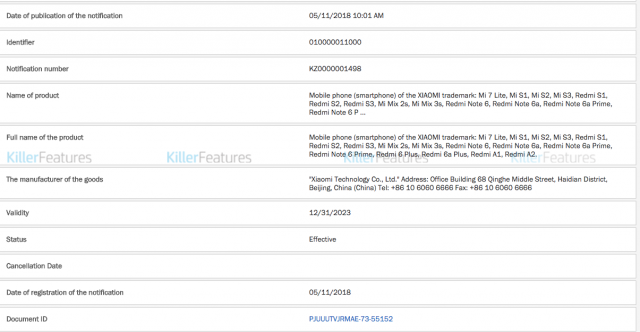 Date of publication of the notification
05/11/2018 10:01 AM
Identifier
010000011000
Notification number
KZ0000001498
Name of product
Mobile phone (smartphone) of the XIAOMI trademark: Mi 7 Lite, Mi S1, Mi S2, Mi S3, Redmi S1,
Redmi S2, Redmi S3, Mi Mix 2s, Mi Mix 3s, Redmi Note 6, Redmi Note 6a, Redmi Note 6a Prime,
Redmi Note 6 P ...
Full name of the product
Mobile phone (smartphone) of the XIAOMI trademark: Mi 7 Lite, Mi S1, Mi S2, Mi S3, Redmi S1,
Redmi S2, Redmi S3, Mi Mix 2s, Mi Mix 3s, Redmi Note 6, Redmi Note 6a, Redmi Note 6a Prime,
Redmi Note 6 Prime, Redmi 6 Plus, Redmi 6a Plus, Redmi A1, Redmi A2.
KillerFeatures
KillerFeatures
KillerFeatures
KillerFeatures
The manufacturer of the goods
"Xiaomi Technology Co., Ltd." Address: Office Building 68 Qinghe Middle Street, Haidian District,
Beijing, China (China) Tel: +86 10 6060 6666 Fax: +86 10 6060 6666
Validity
12/31/2023
Status
Effective
Cancellation Date
Date of registration of the notification
05/11/2018
Document ID
PJUUUTVJRMAE-73-55152